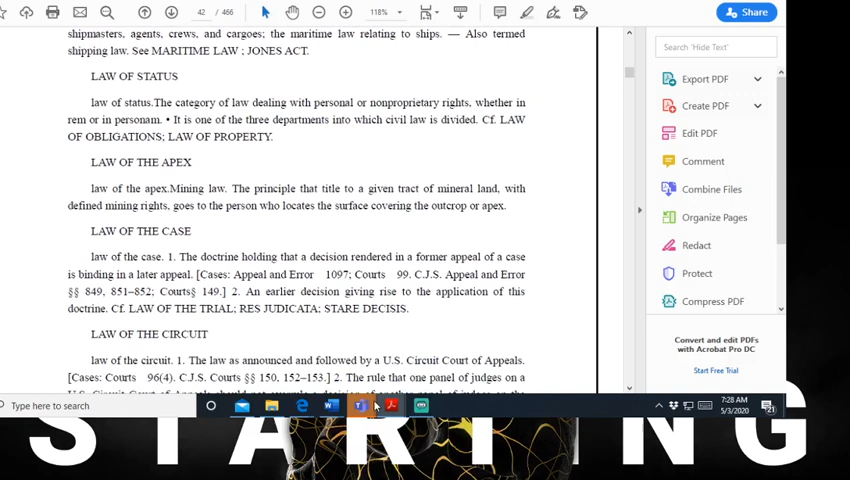 42 / 466
118%
Share
shipmasters, agents, crews, and cargoes; the maritime law relating to ships. — Also termed
shipping law. See MARITIME LAW ; JONES ACT.
LAW OF STATUS
law of status.The category of law dealing with personal or nonproprietary rights, whether in
rem or in personam. • It is one of the three departments into which civil law is divided. Cf. LAW
OF OBLIGATIONS; LAW OF PROPERTY.
LAW OF THE APEX
law of the apex.Mining law. The principle that title to a given tract of mineral land, with
defined mining rights, goes to the person who locates the surface covering the outcrop or apex.
LAW OF THE CASE
law of the case. 1. The doctrine holding that a decision rendered in a former appeal of a case
is binding in a later appeal. [Cases: Appeal and Error 1097; Courts 99. C.J.S. Appeal and Error
§§ 849, 851–852; Courts§ 149.] 2. An earlier decision giving rise to the application of this
doctrine. Cf. LAW OF THE TRIAL; RES JUDICATA; STARE DECISIS.
LAW OF THE CIRCUIT
law of the circuit. 1. The law as announced and followed by a U.S. Circuit Court of Appeals.
[Cases: Courts 96(4). C.J.S. Courts §§ 150, 152–153.] 2. The rule that one panel of judges on a
Search 'Hide Text'
Export PDF
Create PDF
Edit PDF
Comment
Combine Files
Organize Pages
Redact
Protect
Compress PDF
Convert and edit PDFs
with Acrobat Pro DC
Start Free Trial
Type here to search
7:28 AM
5/3/2020
21
STARTING